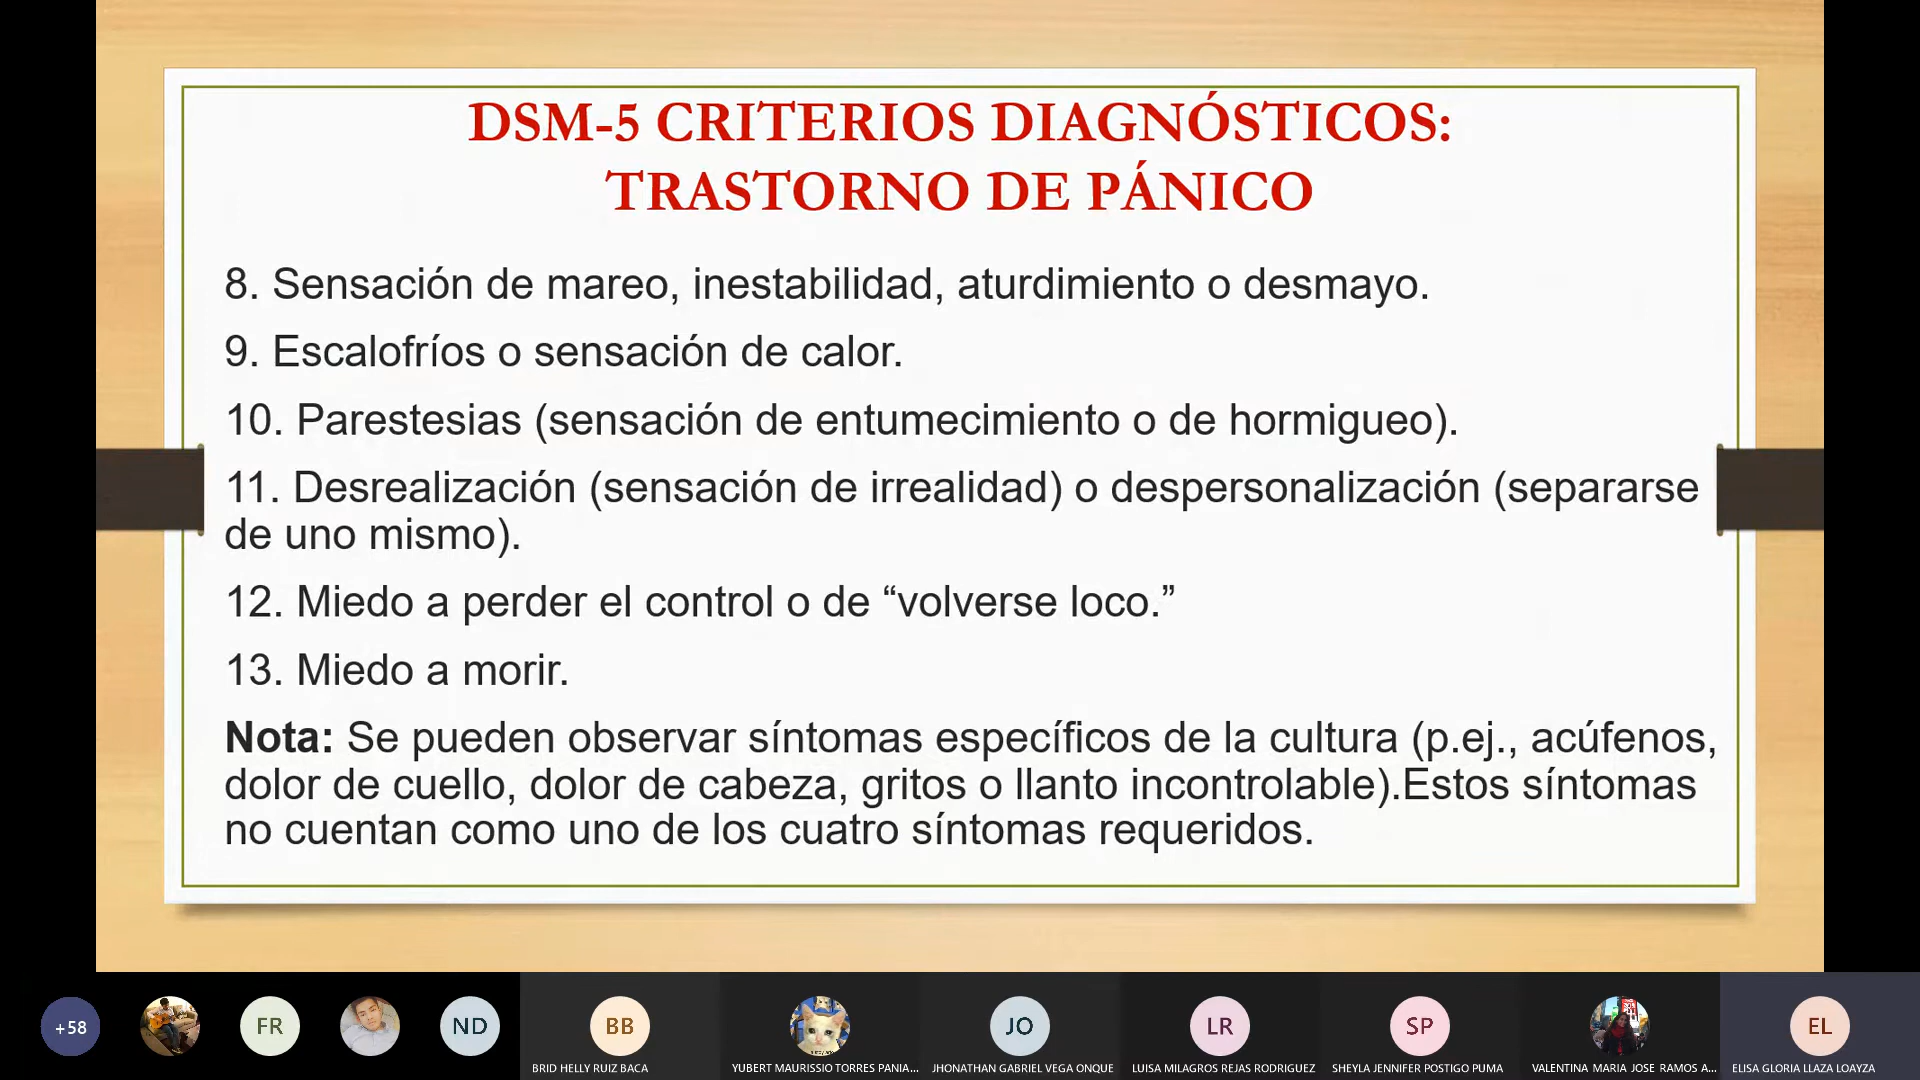 DSM-5 CRITERIOS DIAGNÓSTICOS:
TRASTORNO DE PÁNICO
8. Sensación de mareo, inestabilidad, aturdimiento o desmayo.
9. Escalofríos o sensación de calor.
10. Parestesias (sensación de entumecimiento o de hormigueo).
11. Desrealización (sensación de irrealidad) o despersonalización (separarse
de uno mismo).
12. Miedo a perder el control o de “volverse loco.”
13. Miedo a morir.
Nota: Se pueden observar síntomas específicos de la cultura (p.ej., acúfenos,
dolor de cuello, dolor de cabeza, gritos o llanto incontrolable).Estos síntomas
no cuentan como uno de los cuatro síntomas requeridos.
+58 FR ND BB JO LR SP EL
BRID HELLY RUIZ BACA YUBERT MAURISSIO TORRES PANIA... JHONATHAN GABRIEL VEGA ONQUE LUISA MILAGROS REJAS RODRIGUEZ SHEYLA JENNIFER POSTIGO PUMA VALENTINA MARIA JOSE RAMOS A... ELISA GLORIA LLAZA LOAYZA